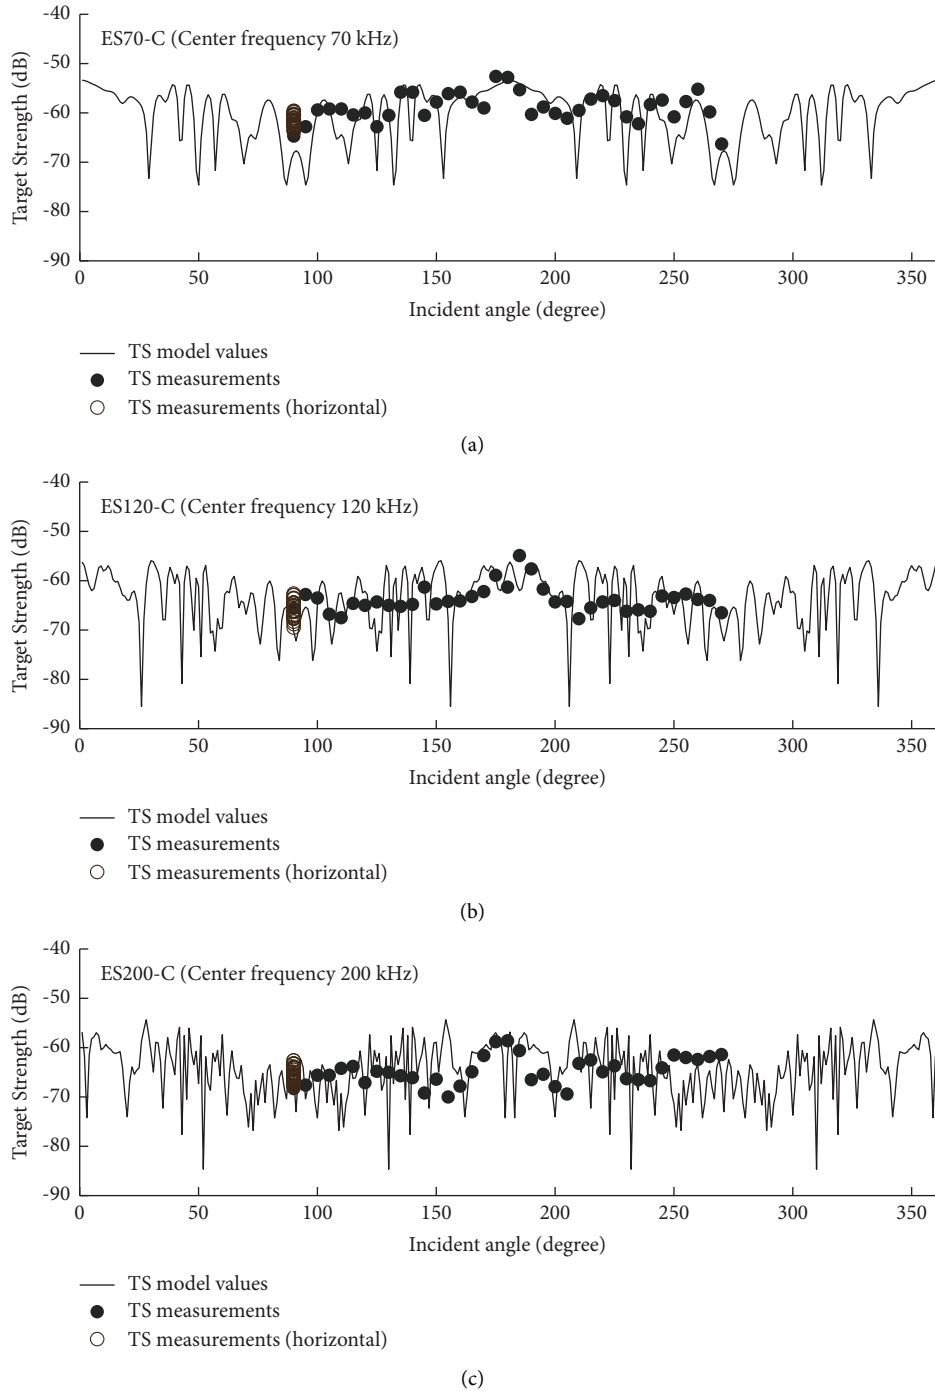 -40
ES70-C (Center frequency 70 kHz)
-50
-60
-70
-80
-90
Target Strength (dB)
0 50 100 150 200 250 300 350
Incident angle (degree)
TS model values
TS measurements
TS measurements (horizontal)
(a)
-40
ES120-C (Center frequency 120 kHz)
-50
-60
-70
-80
-90
Target Strength (dB)
0 50 100 150 200 250 300 350
Incident angle (degree)
TS model values
TS measurements
TS measurements (horizontal)
(b)
-40
ES200-C (Center frequency 200 kHz)
-50
-60
-70
-80
-90
Target Strength (dB)
0 50 100 150 200 250 300 350
Incident angle (degree)
TS model values
TS measurements
TS measurements (horizontal)
(c)